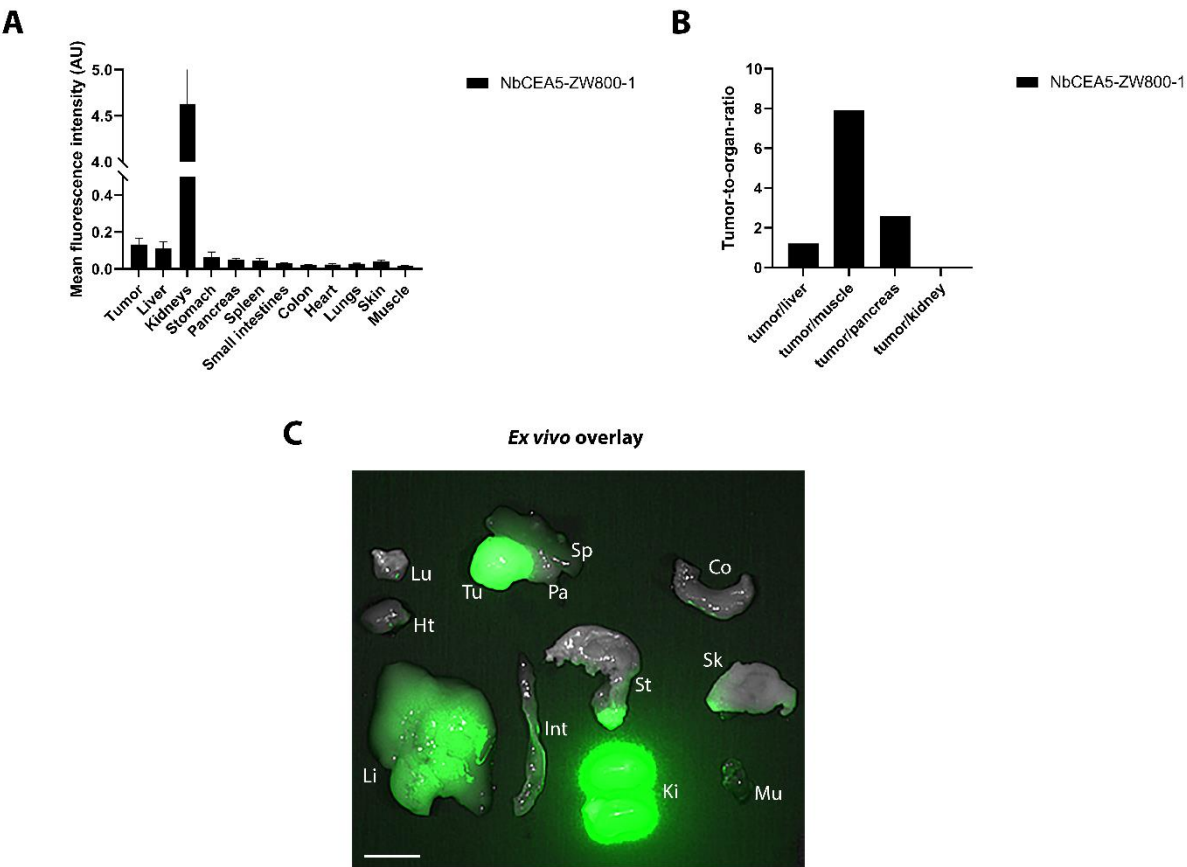 A
Mean fluorescence intensity (AU)
5.0
4.5
4.0
0.4
0.2
0.0
Tumor
Liver
Kidneys
Stomach
Pancreas
Spleen
Small intestines
Colon
Heart
Lungs
Skin
Muscle
NbCEA5-ZW800-1
B
Tumor-to-organ-ratio
10
8
6
4
2
0
tumor/liver
tumor/muscle
tumor/pancreas
tumor/kidney
NbCEA5-ZW800-1
C
Ex vivo overlay
Lu
Ht
Tu
Pa
Sp
Co
St
Sk
Int
Li
Ki
Mu